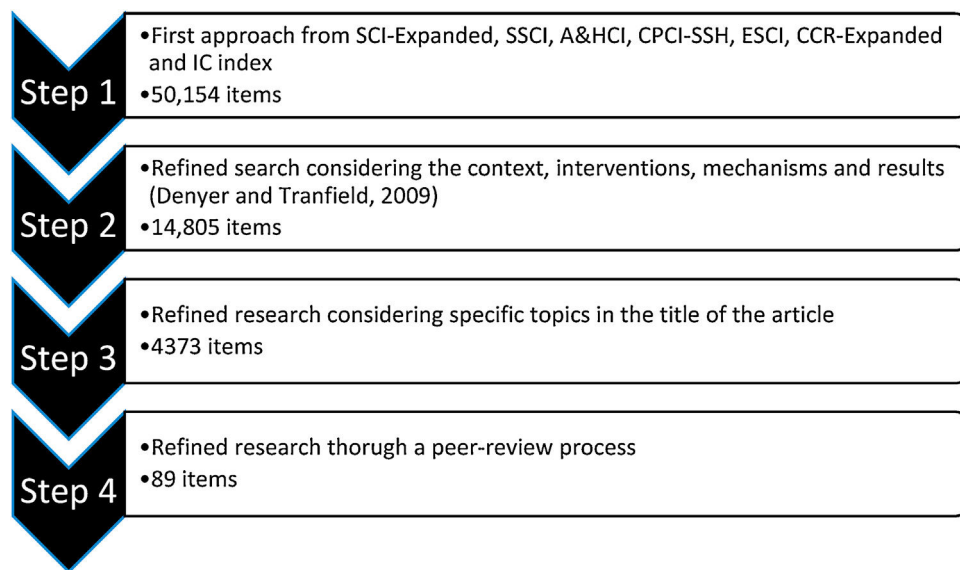 Step 1
•First approach from SCI-Expanded, SSCI, A&HCI, CPCI-SSH, ESCI, CCR-Expanded
and IC index
•50,154 items
Step 2
•Refined search considering the context, interventions, mechanisms and results
(Denyer and Tranfield, 2009)
•14,805 items
Step 3
•Refined research considering specific topics in the title of the article
•4373 items
Step 4
•Refined research thorugh a peer-review process
•89 items